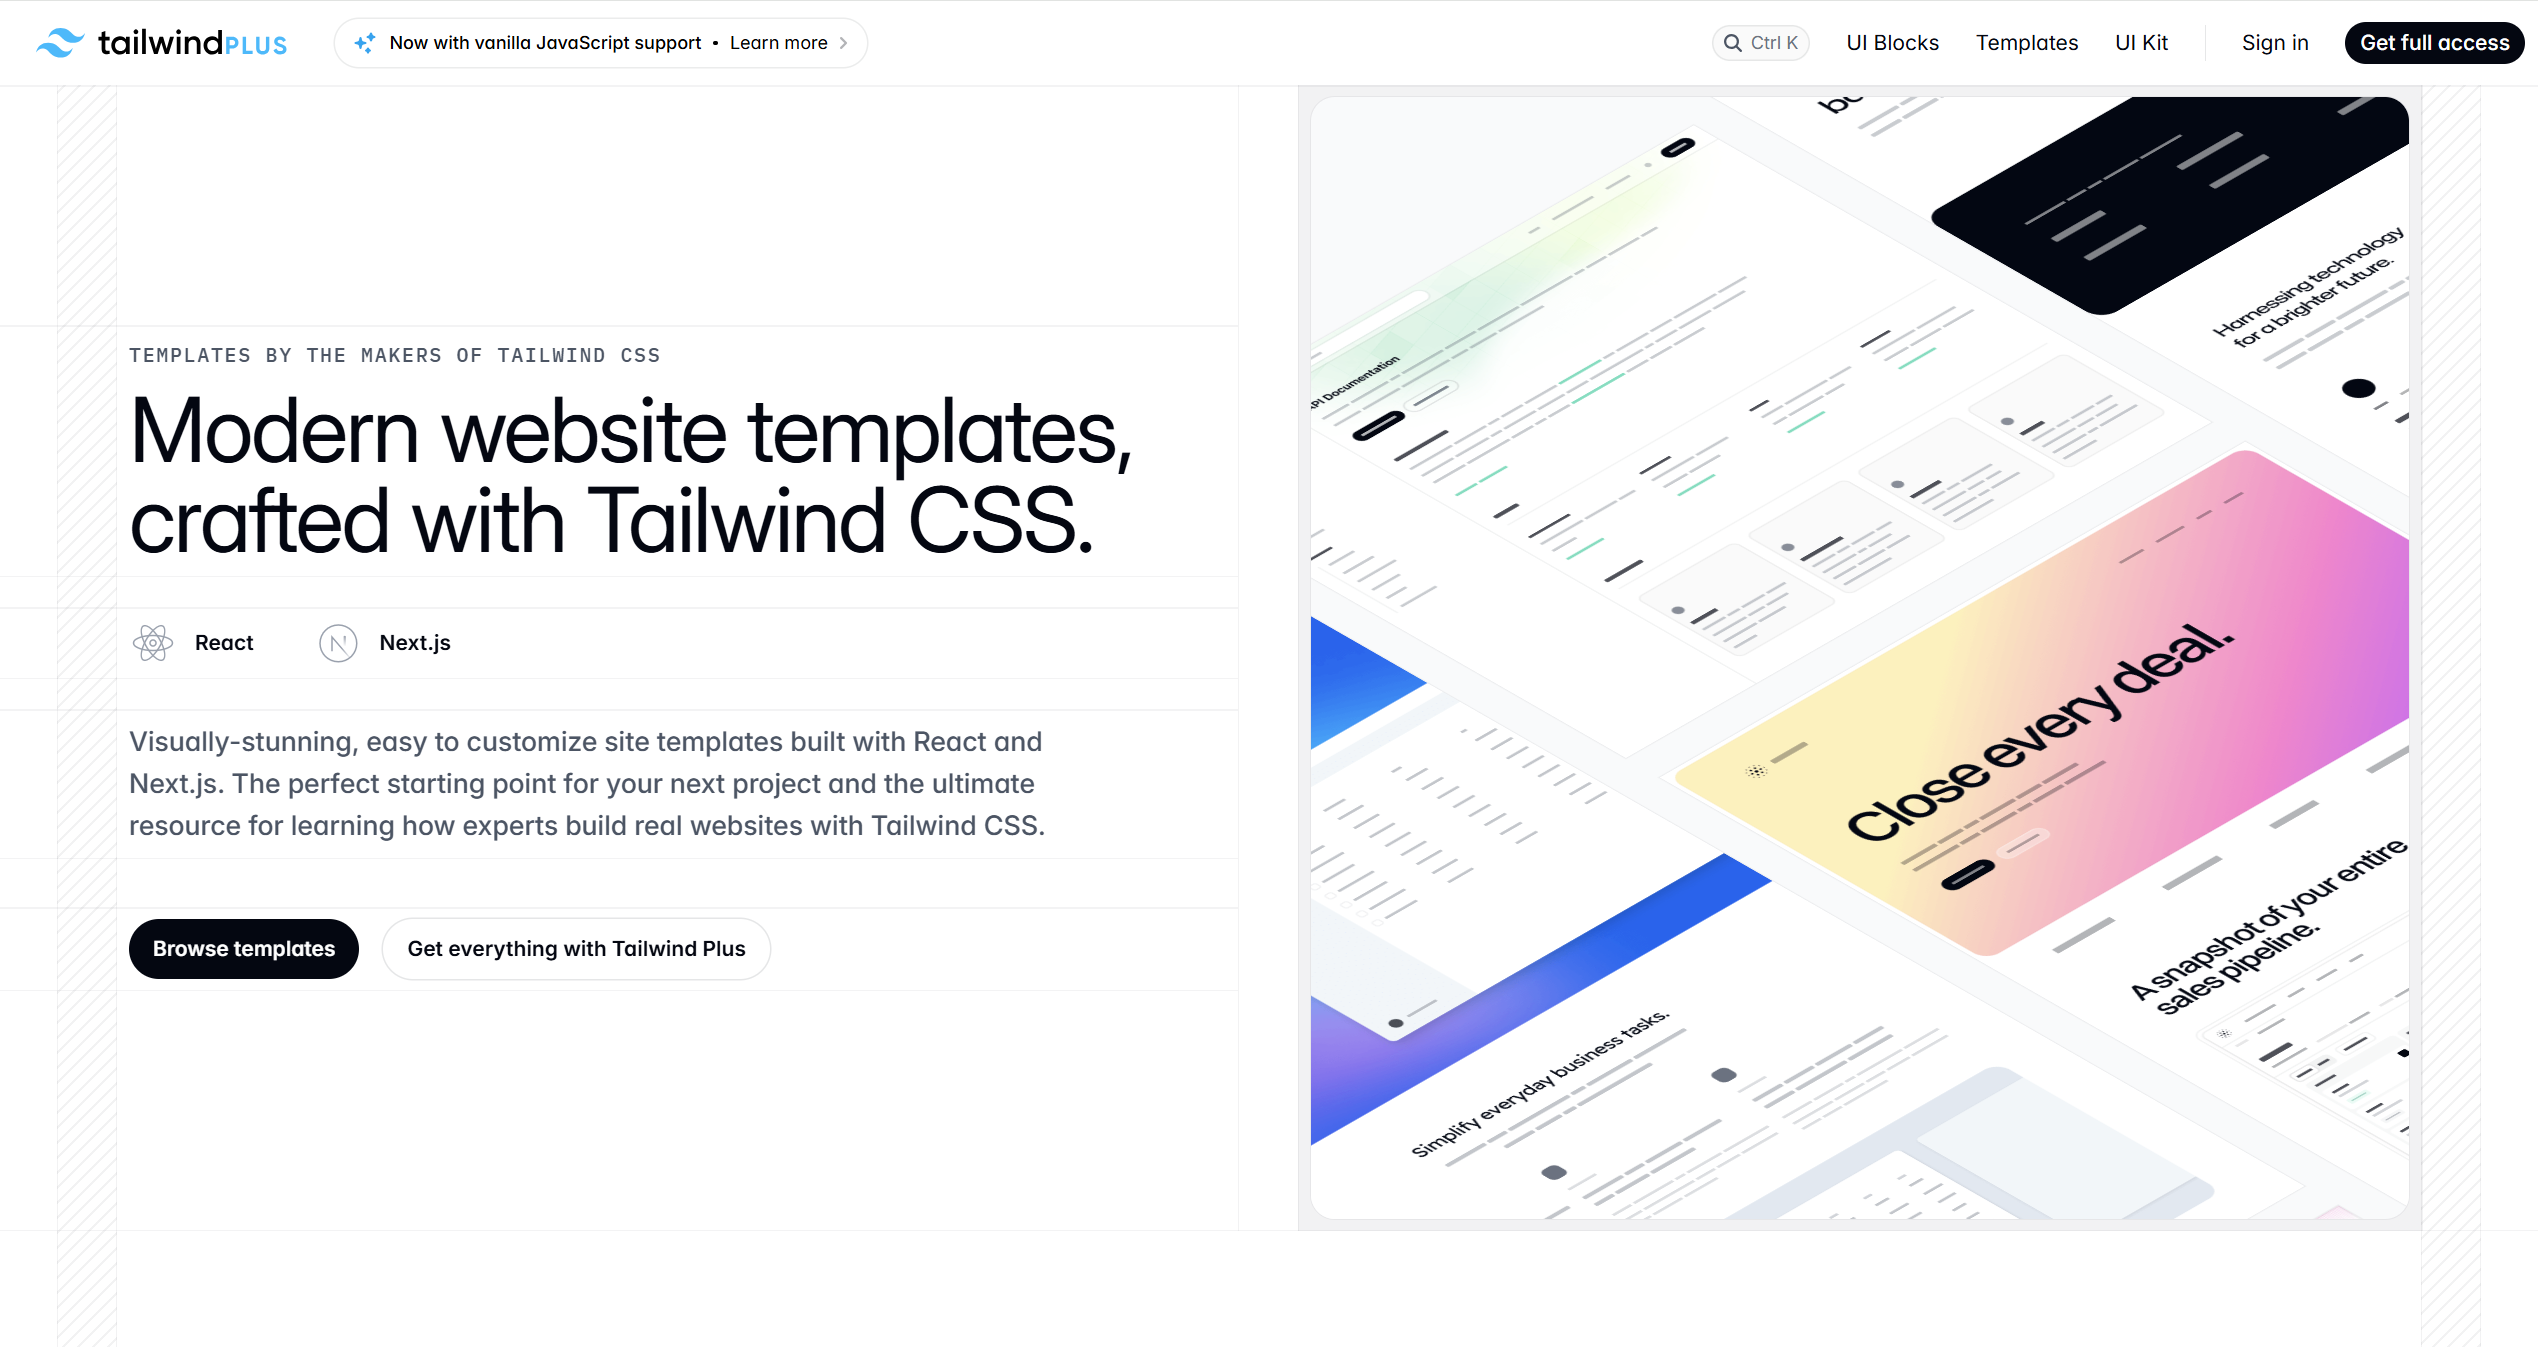 tailwindPLUS
Now with vanilla JavaScript support • Learn more
Ctrl K
UI Blocks
Templates
UI Kit
Sign in
Get full access
TEMPLATES BY THE MAKERS OF TAILWIND CSS
Modern website templates,
crafted with Tailwind CSS.
React
Next.js
Visually-stunning, easy to customize site templates built with React and
Next.js. The perfect starting point for your next project and the ultimate
resource for learning how experts build real websites with Tailwind CSS.
Browse templates
Get everything with Tailwind Plus
Harnessing technology
for a brighter future.
API Documentation
Close every deal.
A snapshot of your entire
sales pipeline.
Simplify everyday business tasks.